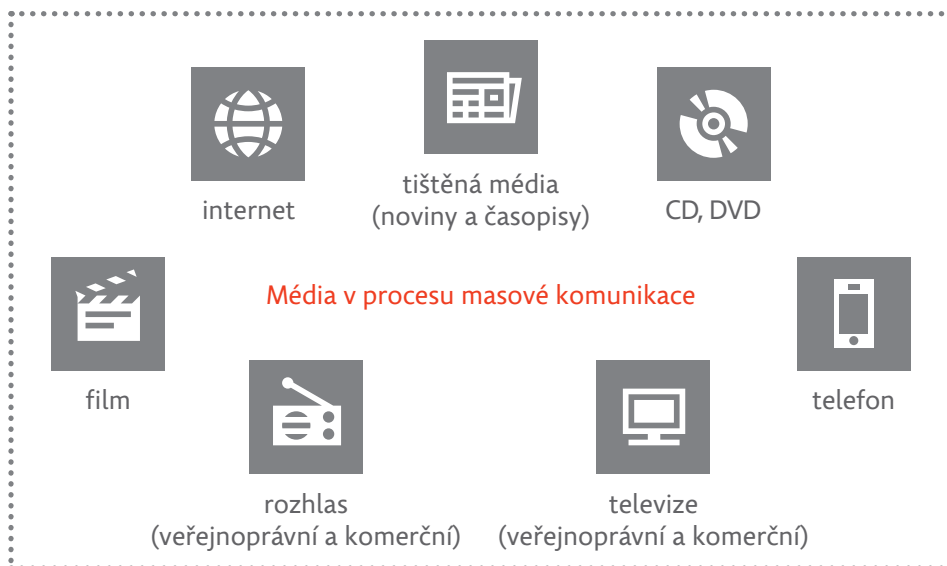 internet
tištěná média
(noviny a časopisy)
CD, DVD
Média v procesu masové komunikace
film
telefon
rozhlas
(veřejnoprávní a komerční)
televize
(veřejnoprávní a komerční)